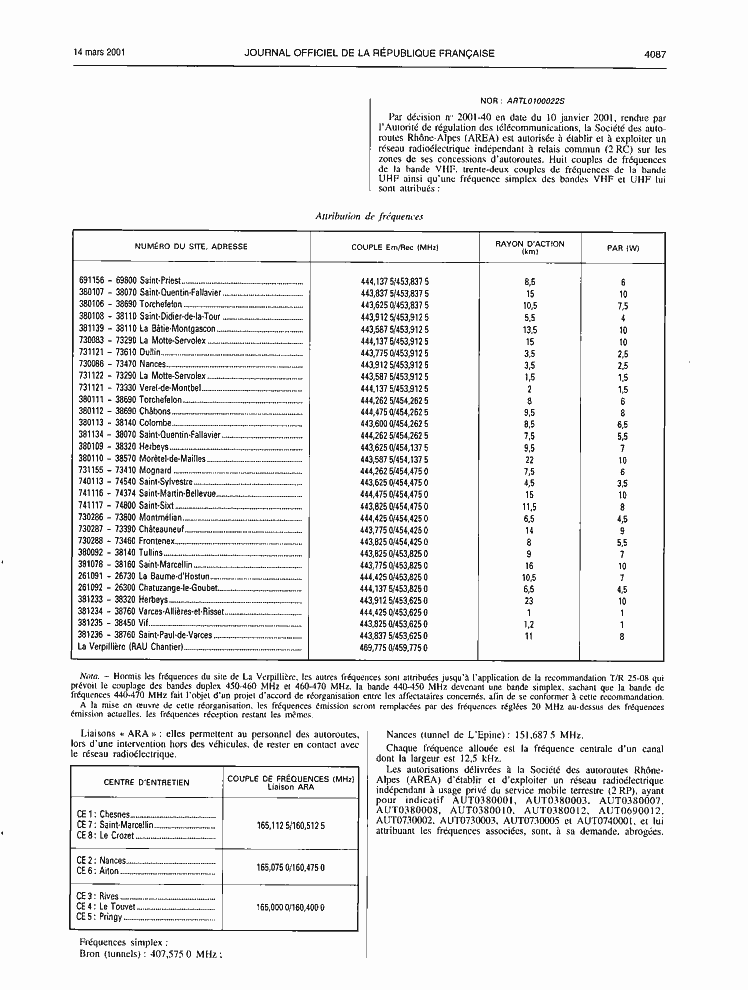 14 mars 2001 JOURNAL OFFICIEL DE LA RÉPUBLIQUE FRANÇAISE 4087
NOR : ARTL0100022S
Par décision n° 2001-40 en date du 10 janvier 2001, rendue par
l'Autorité de régulation des télécommunications, la Société des auto-
routes Rhône-Alpes (AREA) est autorisée à établir et à exploiter un
réseau radioélectrique indépendant à relais commun (2 RC) sur les
zones de ses concessions d'autoroutes. Huit couples de fréquences
de la bande VHF, trente-deux couples de fréquences de la bande
UHF ainsi qu'une fréquence simplex des bandes VHF et UHF lui
sont attribués :
Attribution de fréquences
NUMÉRO DU SITE, ADRESSE COUPLE Em/Rec (MHz) RAYON D'ACTION (km) PAR (W)
691156 - 69800 Saint-Priest 444,137 5/453,837 5 8,5 6
380107 - 38070 Saint-Quentin-Fallavier 443,837 5/453,837 5 15 10
380106 - 38690 Torchefelon 443,625 0/453,837 5 10,5 7,5
380108 - 38110 Saint-Didier-de-la-Tour 443,912 5/453,912 5 5,5 4
381139 - 38110 La Bâtie-Montgascon 443,587 5/453,912 5 13,5 10
730083 - 73290 La Motte-Servolex 444,137 5/453,912 5 15 10
731121 - 73610 Dullin 443,775 0/453,912 5 3,5 2,5
730086 - 73470 Nances 443,912 5/453,912 5 3,5 2,5
731122 - 73290 La Motte-Servolex 443,587 5/453,912 5 1,5 1,5
731121 - 73330 Verel-de-Montbel 444,137 5/453,912 5 2 1,5
380111 - 38690 Torchefelon 444,262 5/454,262 5 8 6
380112 - 38690 Châbons 444,475 0/454,262 5 9,5 8
380113 - 38140 Colombe 443,600 0/454,262 5 8,5 6,5
381134 - 38070 Saint-Quentin-Fallavier 444,262 5/454,262 5 7,5 5,5
380109 - 38320 Herbeys 443,625 0/454,137 5 9,5 7
380110 - 38570 Morêtel-de-Mailles 443,587 5/454,137 5 22 10
731155 - 73410 Mognard 444,262 5/454,475 0 7,5 6
740113 - 74540 Saint-Sylvestre 443,625 0/454,475 0 4,5 3,5
741116 - 74374 Saint-Martin-Bellevue 444,475 0/454,475 0 15 10
741117 - 74800 Saint-Sixt 443,825 0/454,475 0 11,5 8
730286 - 73800 Montmélian 444,425 0/454,425 0 6,5 4,5
730287 - 73390 Châteauneuf 443,775 0/454,425 0 14 9
730288 - 73460 Frontenex 443,825 0/454,425 0 8 5,5
380092 - 38140 Tullins 443,825 0/453,825 0 9 7
381078 - 38160 Saint-Marcellin 443,775 0/453,825 0 16 10
261091 - 26730 La Baume-d'Hostun 444,425 0/453,825 0 10,5 7
261092 - 26300 Chatuzange-le-Goubet 444,137 5/453,825 0 6,5 4,5
381233 - 38320 Herbeys 443,912 5/453,625 0 23 10
381234 - 38760 Varces-Allières-et-Risset 444,425 0/453,625 0 1 1
381235 - 38450 Vif 443,825 0/453,625 0 1,2 1
381236 - 38760 Saint-Paul-de-Varces 443,837 5/453,625 0 11 8
La Verpillière (RAU Chantier) 469,775 0/459,775 0
Nota. - Hormis les fréquences du site de La Verpillière, les autres fréquences sont attribuées jusqu'à l'application de la recommandation T/R 25-08 qui
prévoit le couplage des bandes duplex 450-460 MHz et 460-470 MHz, la bande 440-450 MHz devenant une bande simplex, sachant que la bande de
fréquences 440-470 MHz fait l'objet d'un projet d'accord de réorganisation entre les affectataires concernés, afin de se conformer à cette recommandation.
A la mise en œuvre de cette réorganisation, les fréquences émission seront remplacées par des fréquences réglées 20 MHz au-dessus des fréquences
émission actuelles, les fréquences réception restant les mêmes.
Liaisons « ARA » : elles permettent au personnel des autoroutes,
lors d'une intervention hors des véhicules, de rester en contact avec
le réseau radioélectrique.
CENTRE D'ENTRETIEN COUPLE DE FRÉQUENCES (MHz) Liaison ARA
CE 1 : Chesnes
CE 7 : Saint-Marcellin 165,112 5/160,512 5
CE 8 : Le Crozet
CE 2 : Nances
CE 6 : Aiton 165,075 0/160,475 0
CE 3 : Rives
CE 4 : Le Touvet 165,000 0/160,400 0
CE 5 : Pringy
Fréquences simplex :
Bron (tunnels) : 407,575 0 MHz ;
Nances (tunnel de L'Epine) : 151,687 5 MHz.
Chaque fréquence allouée est la fréquence centrale d'un canal
dont la largeur est 12,5 kHz.
Les autorisations délivrées à la Société des autoroutes Rhône-
Alpes (AREA) d'établir et d'exploiter un réseau radioélectrique
indépendant à usage privé du service mobile terrestre (2 RP), ayant
pour indicatif AUT0380001, AUT0380003, AUT0380007,
AUT0380008, AUT0380010, AUT0380012, AUT0690012,
AUT0730002, AUT0730003, AUT0730005 et AUT0740001, et lui
attribuant les fréquences associées, sont, à sa demande, abrogées.